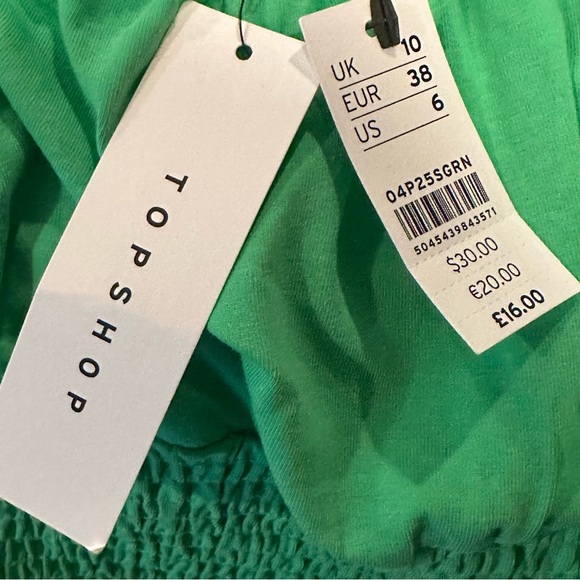 TOPSHOP
UK 10
EUR 38
US 6
04P25SGRN
5045439843571
$30.00
€20.00
£16.00